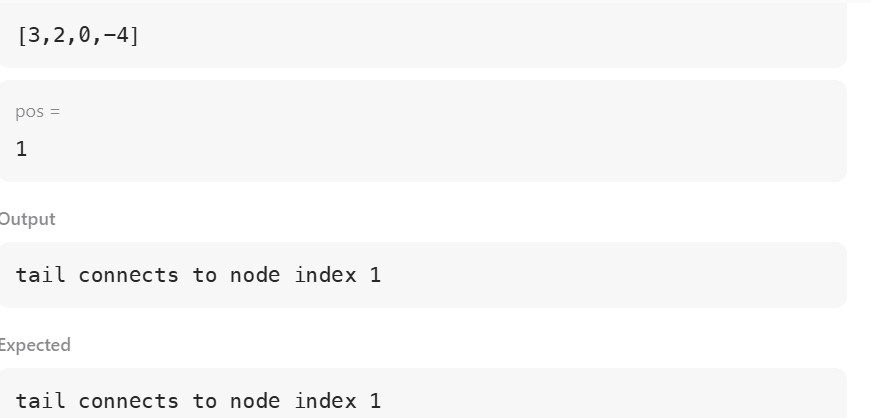 [3,2,0,-4]
pos =
1
Output
tail connects to node index 1
Expected
tail connects to node index 1